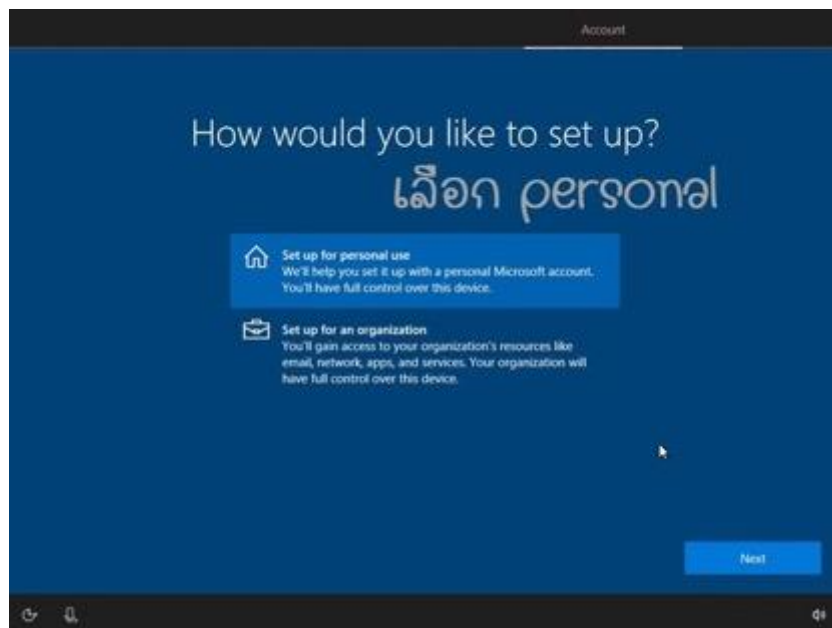 Account
How would you like to set up?
เลือก personal
Set up for personal use
We'll help you set it up with a personal Microsoft account.
You'll have full control over this device.
Set up for an organization
You'll gain access to your organization's resources like
email, network, apps, and services. Your organization will
have full control over this device.
Next